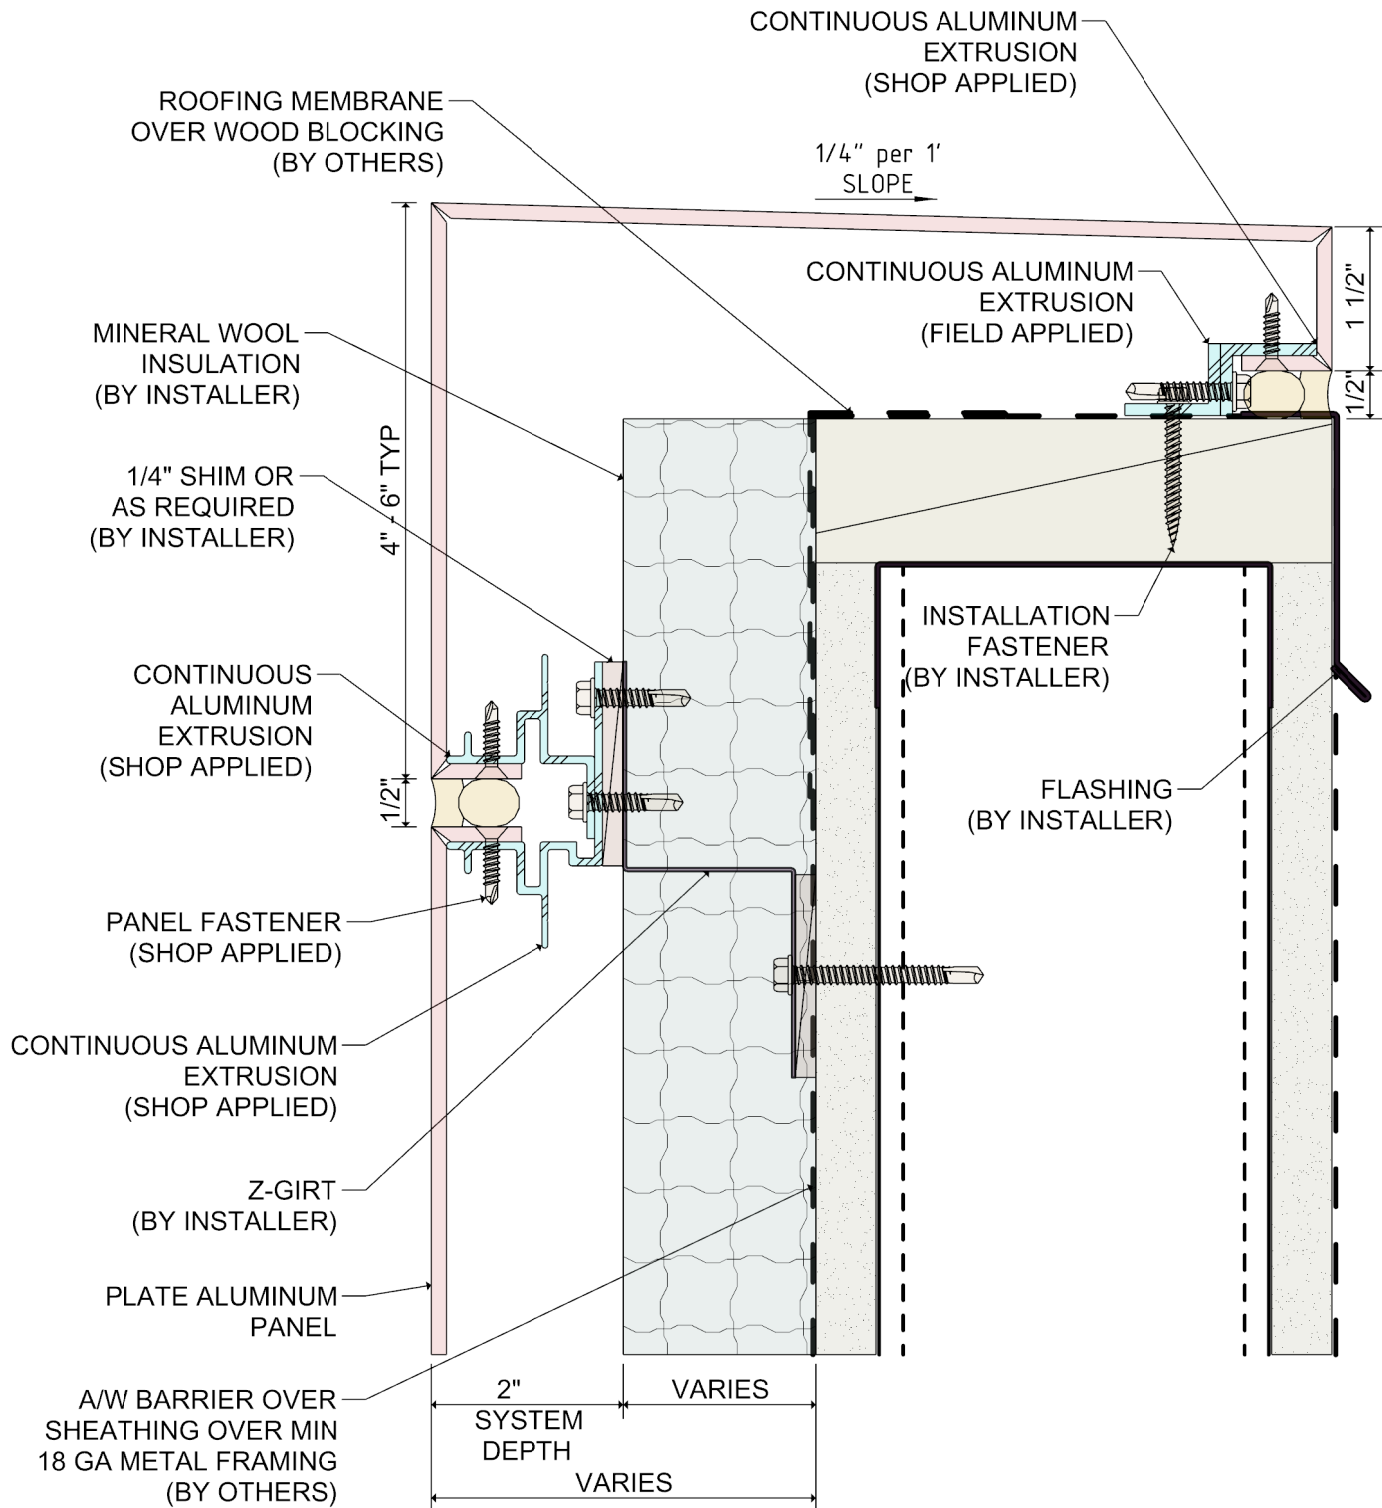 CONTINUOUS ALUMINUM
EXTRUSION
(SHOP APPLIED)
ROOFING MEMBRANE
OVER WOOD BLOCKING
(BY OTHERS)
1/4" per 1'
SLOPE
CONTINUOUS ALUMINUM
EXTRUSION
(FIELD APPLIED)
1 1/2"
1/2"
MINERAL WOOL
INSULATION
(BY INSTALLER)
4" - 6" TYP
1/4" SHIM OR
AS REQUIRED
(BY INSTALLER)
INSTALLATION
FASTENER
(BY INSTALLER)
CONTINUOUS
ALUMINUM
EXTRUSION
(SHOP APPLIED)
1/2"
FLASHING
(BY INSTALLER)
PANEL FASTENER
(SHOP APPLIED)
CONTINUOUS ALUMINUM
EXTRUSION
(SHOP APPLIED)
Z-GIRT
(BY INSTALLER)
PLATE ALUMINUM
PANEL
A/W BARRIER OVER
SHEATHING OVER MIN
18 GA METAL FRAMING
(BY OTHERS)
2"
SYSTEM
DEPTH
VARIES
VARIES